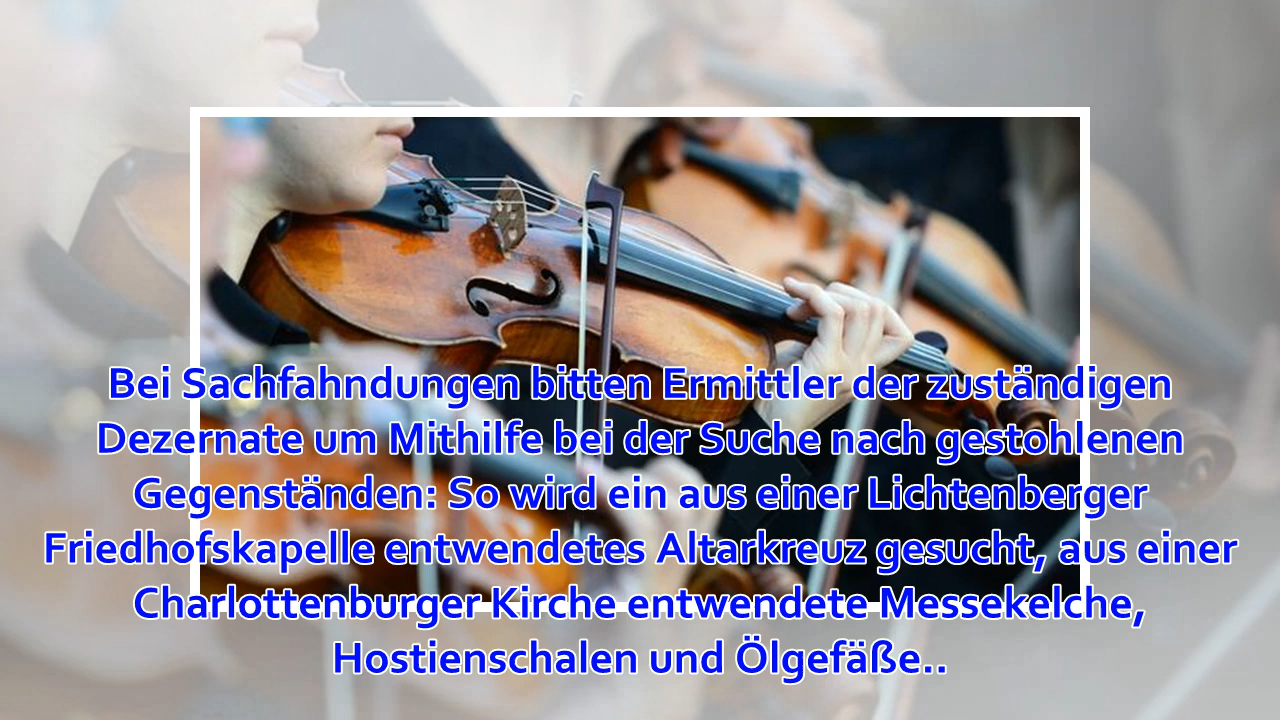 Bei Sachfahndungen bitten Ermittler der zuständigen
Dezernate um Mithilfe bei der Suche nach gestohlenen
Gegenständen: So wird ein aus einer Lichtenberger
Friedhofskapelle entwendetes Altarkreuz gesucht, aus einer
Charlottenburger Kirche entwendete Messekelche,
Hostienschalen und Ölgefäße..